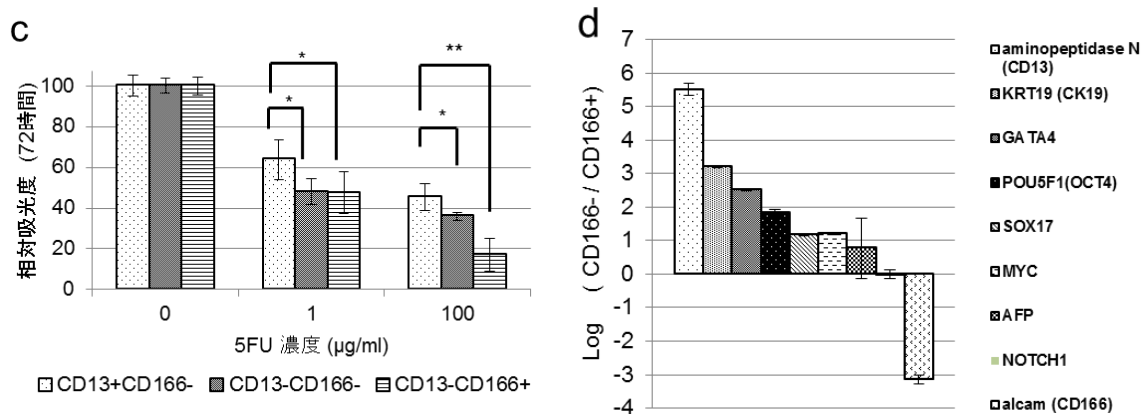 c
相対吸光度 (72時間)
100
80
60
40
20
0
*
*
**
*
0
1
100
5FU 濃度 (μg/ml)
CD13+CD166-
CD13-CD166-
CD13-CD166+
d
Log ( CD166- / CD166+)
7
6
5
4
3
2
1
0
-1
-2
-3
-4
aminopeptidase N
(CD13)
KRT19 (CK19)
GATA4
POU5F1(OCT4)
SOX17
MYC
AFP
NOTCH1
alcam (CD166)